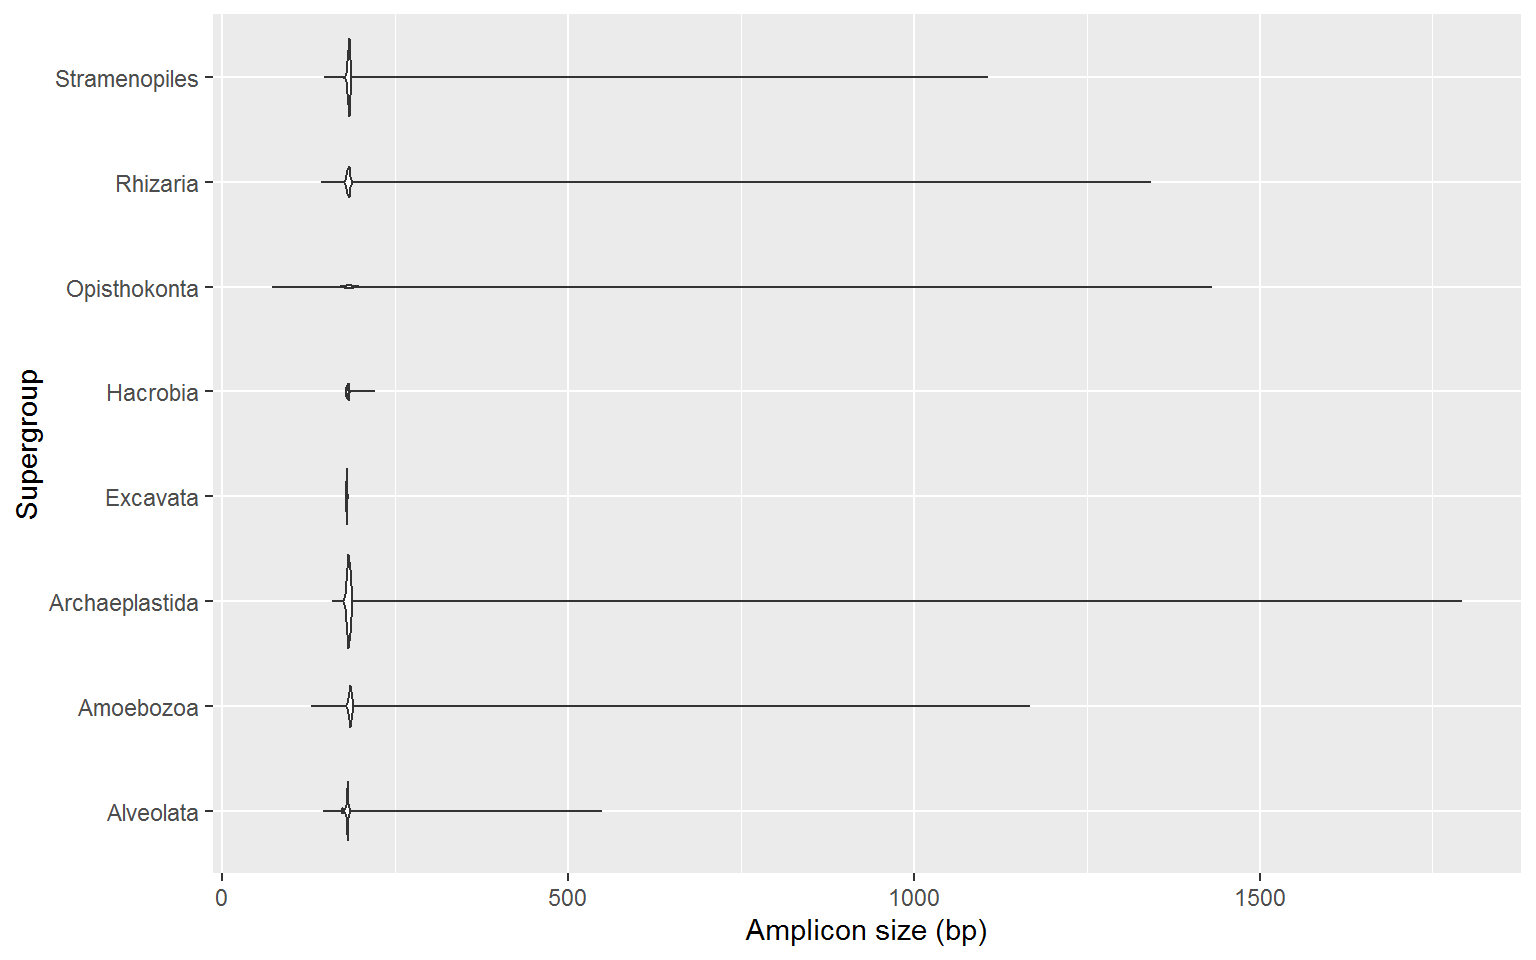 Supergroup
Stramenopiles
Rhizaria
Opisthokonta
Hacrobia
Excavata
Archaeplastida
Amoebozoa
Alveolata
0 500 1000 1500
Amplicon size (bp)